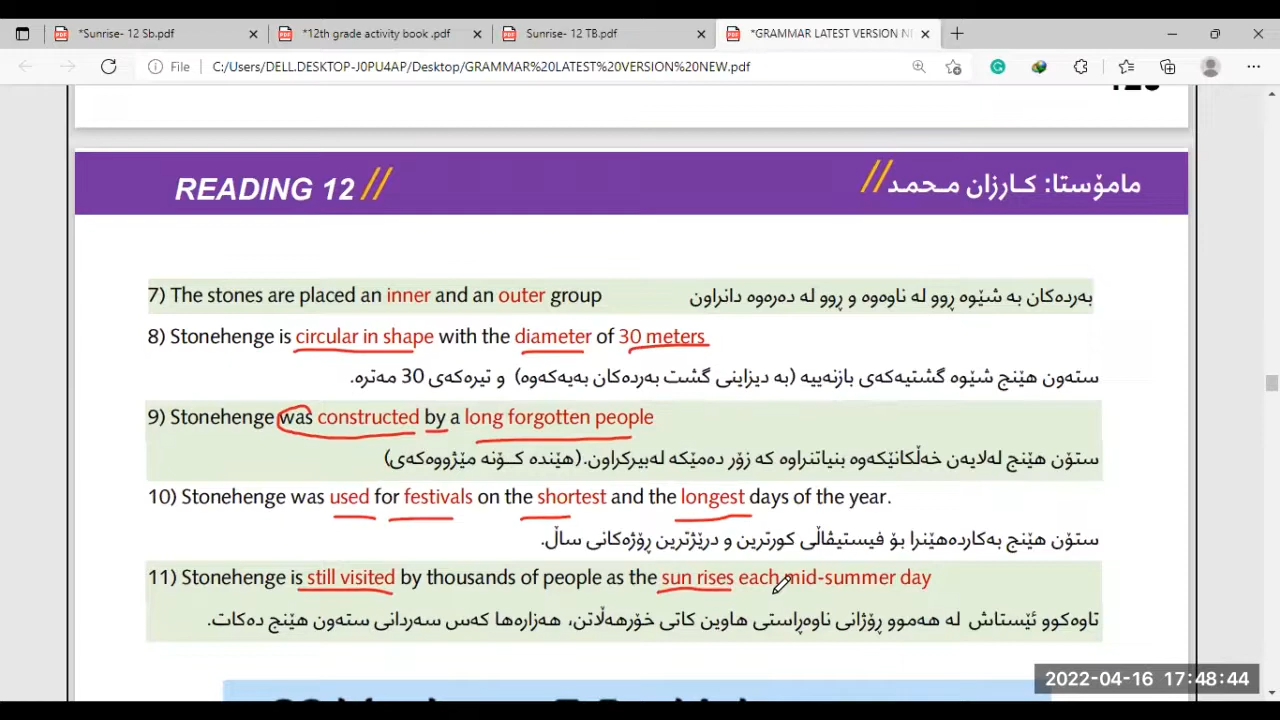 *Sunrise- 12 Sb.pdf
*12th grade activity book .pdf
Sunrise- 12 TB.pdf
*GRAMMAR LATEST VERSION
File
C:/Users/DELL.DESKTOP-J0PU4AP/Desktop/GRAMMAR%20LATEST%20VERSION%20NEW.pdf
READING 12 //
مامۆستا: کارزان محمد//
7) The stones are placed an inner and an outer group
بەردەکان بە شێوە ڕوو لە ناوەوە و ڕوو لە دەرەوە دانراون
8) Stonehenge is circular in shape with the diameter of 30 meters
ستەون هێنج شێوە گشتیەکەی بازنەییە (بە دیزاینی گشت بەردەکان بەیەکەوە) و تیرەکەی 30 مەترە.
9) Stonehenge was constructed by a long forgotten people
ستۆن هێنج لەلایەن خەڵکانێکەوە بنیاتنراوە کە زۆر دەمێکە لەبیرکراون.(هێندە کۆنە مێژووەکەی)
10) Stonehenge was used for festivals on the shortest and the longest days of the year.
ستۆن هێنج بەکاردەهێنرا بۆ فیستیڤاڵی کورترین و درێژترین ڕۆژەکانی ساڵ.
11) Stonehenge is still visited by thousands of people as the sun rises each mid-summer day
تاوەکوو ئێستاش لە هەموو ڕۆژانی ناوەڕاستی هاوین کاتی خۆرهەڵاتن، هەزارەها کەس سەردانی ستەون هێنج دەکات.
2022-04-16 17:48:44